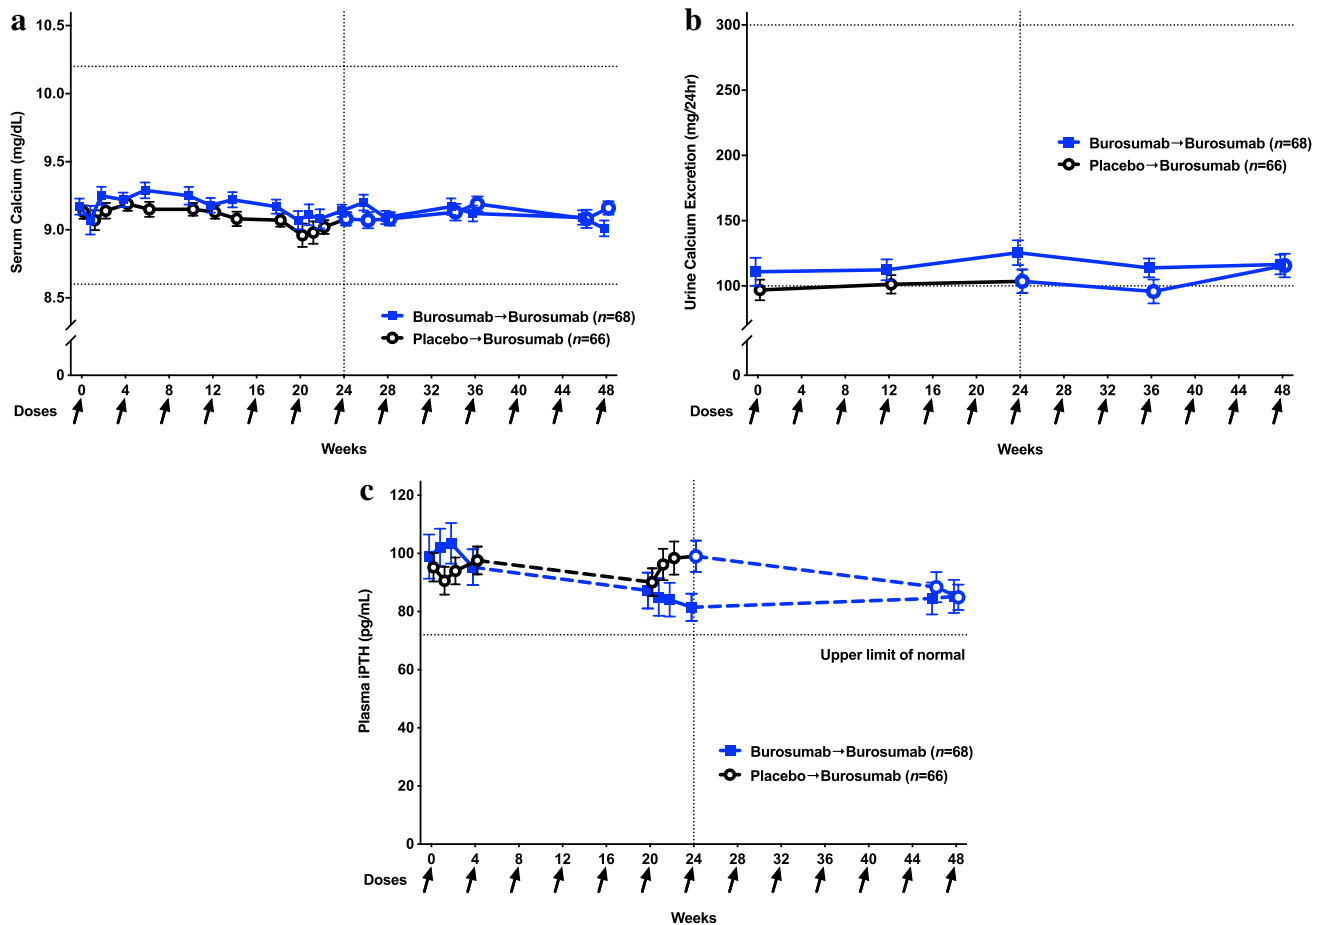 a
Serum Calcium (mg/dL)
10.5
10.0
9.5
9.0
8.5
0
Burosumab→Burosumab (n=68)
Placebo→Burosumab (n=66)
0 4 8 12 16 20 24 28 32 36 40 44 48
Doses
Weeks
b
Urine Calcium Excretion (mg/24hr)
300
250
200
150
100
0
Burosumab→Burosumab (n=68)
Placebo→Burosumab (n=66)
0 4 8 12 16 20 24 28 32 36 40 44 48
Doses
Weeks
c
Plasma iPTH (pg/mL)
120
100
80
60
40
20
0
Upper limit of normal
Burosumab→Burosumab (n=68)
Placebo→Burosumab (n=66)
0 4 8 12 16 20 24 28 32 36 40 44 48
Doses
Weeks